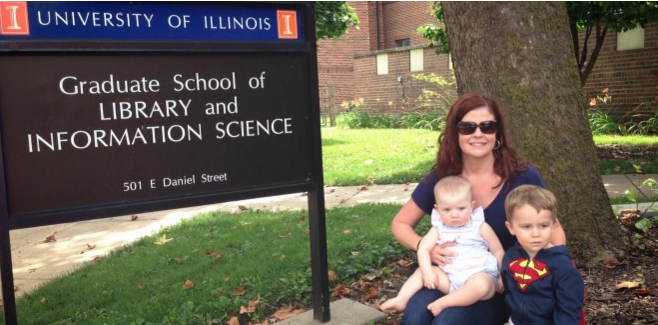 I UNIVERSITY OF ILLINOIS I
Graduate School of
LIBRARY and
INFORMATION SCIENCE
501 E Daniel Street
S